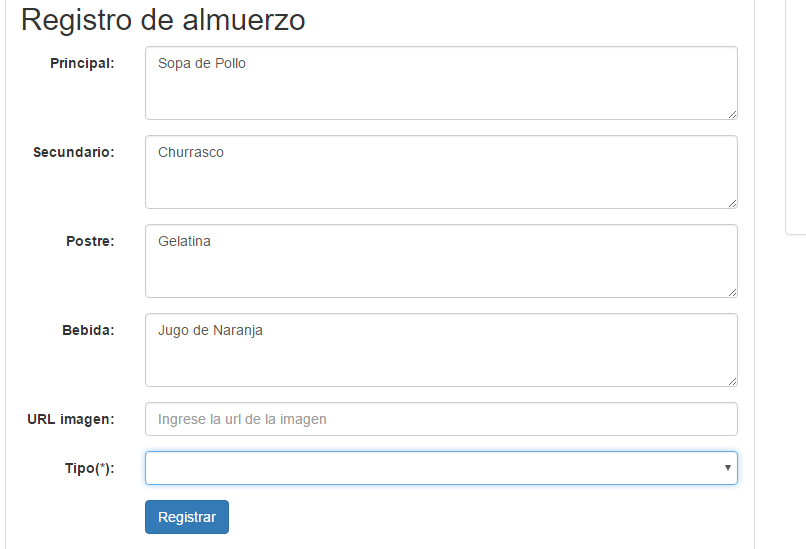 Registro de almuerzo
Principal: Sopa de Pollo
Secundario: Churrasco
Postre: Gelatina
Bebida: Jugo de Naranja
URL imagen: Ingrese la url de la imagen
Tipo(*):
Registrar